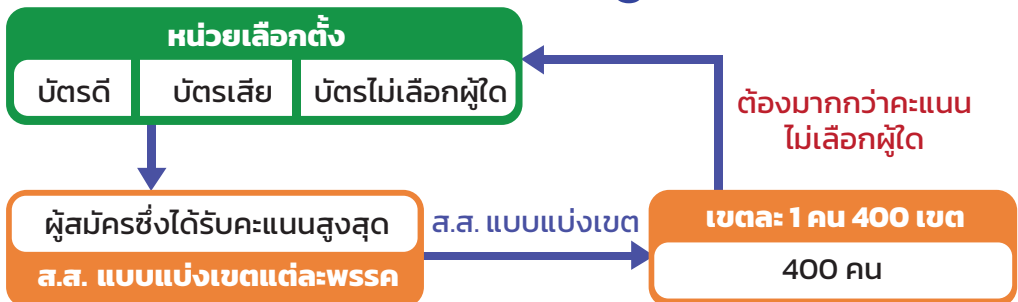 หน่วยเลือกตั้ง
บัตรดี บัตรเสีย บัตรไม่เลือกผู้ใด
ต้องมากกว่าคะแนน
ไม่เลือกผู้ใด
ผู้สมัครซึ่งได้รับคะแนนสูงสุด
ส.ส. แบบแบ่งเขตแต่ละพรรค
ส.ส. แบบแบ่งเขต
เขตละ 1 คน 400 เขต
400 คน